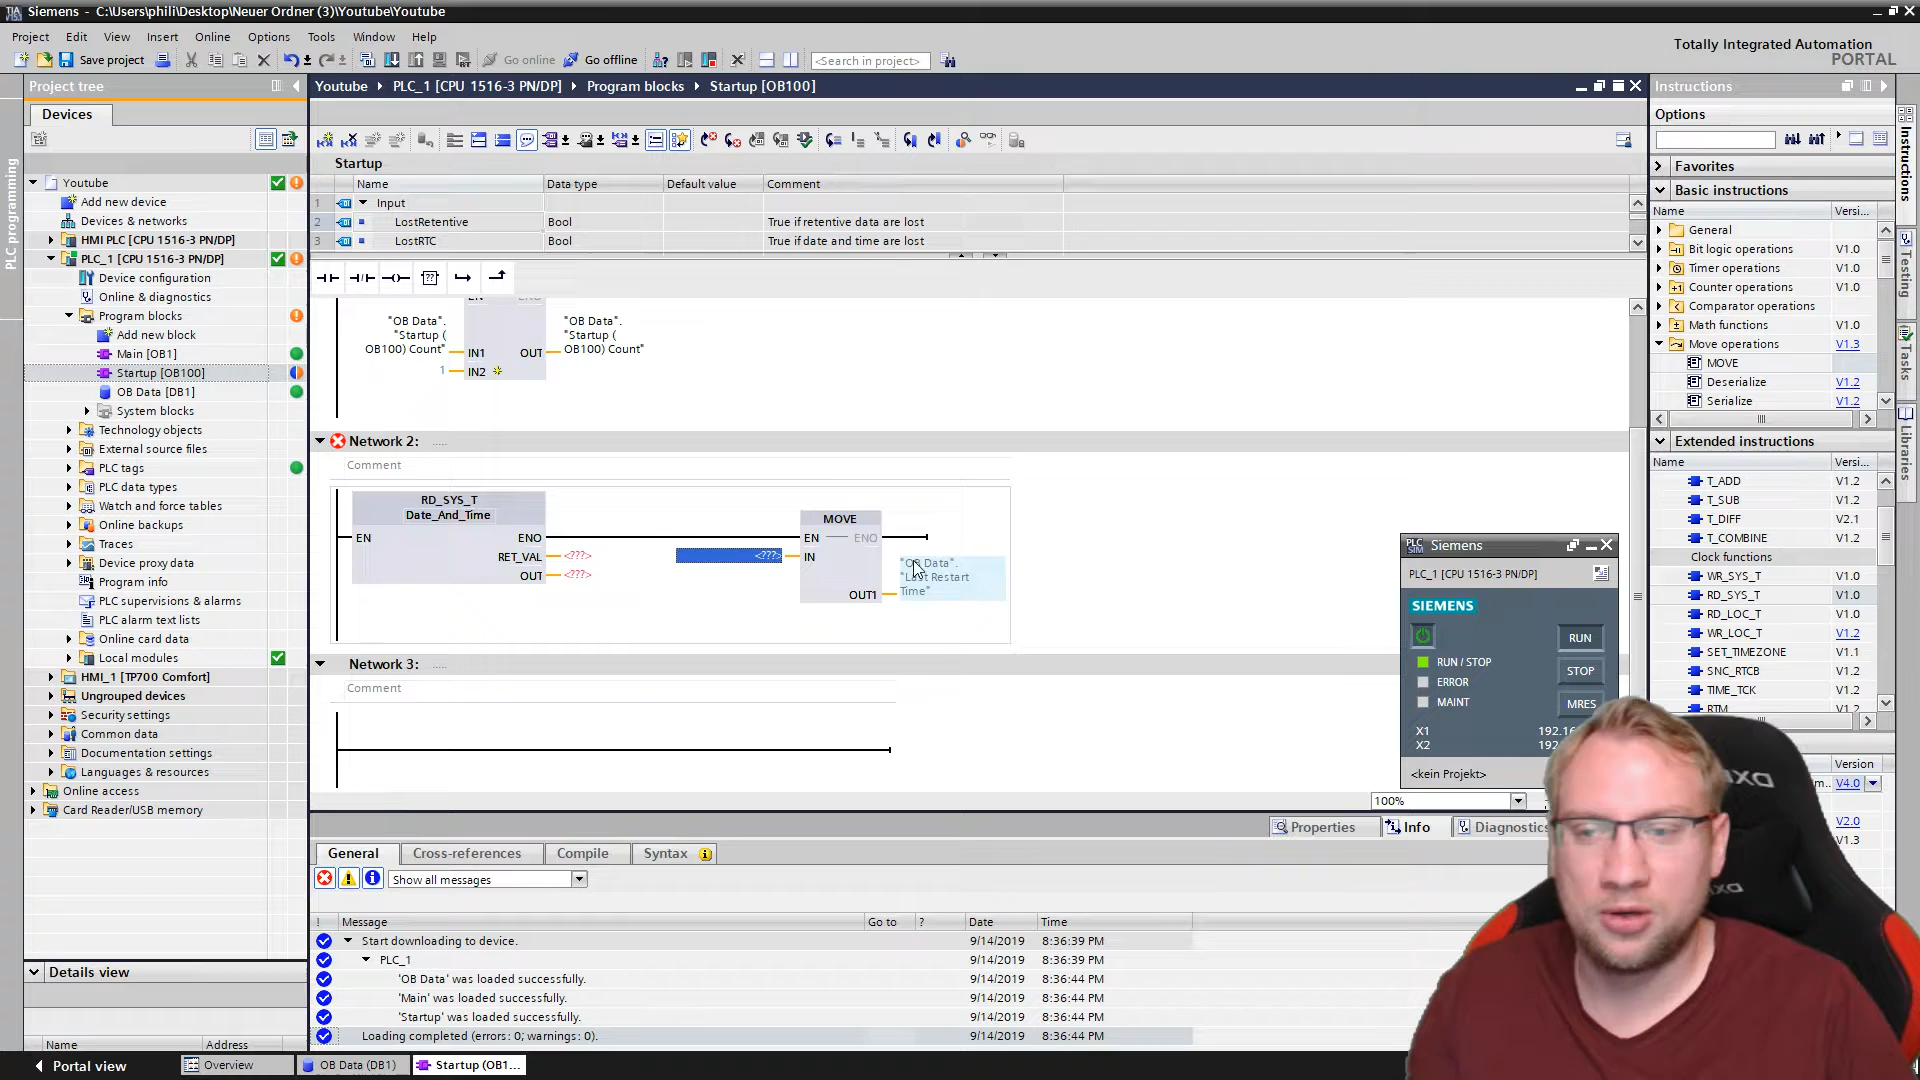 Siemens - C:\Users\phili\Desktop\Neuer Ordner (3)\Youtube\Youtube
Project Edit View Insert Online Options Tools Window Help
Totally Integrated Automation
PORTAL
Save project
Go online
Go offline
<Search in project>
Project tree
Youtube PLC_1 [CPU 1516-3 PN/DP] Program blocks Startup [OB100]
Instructions
Devices
Options
PLC programming
Youtube
Add new device
Devices & networks
HMI PLC [CPU 1516-3 PN/DP]
PLC_1 [CPU 1516-3 PN/DP]
Device configuration
Online & diagnostics
Program blocks
Add new block
Main [OB1]
Startup [OB100]
OB Data [DB1]
System blocks
Technology objects
External source files
PLC tags
PLC data types
Watch and force tables
Online backups
Traces
Device proxy data
Program info
PLC supervisions & alarms
PLC alarm text lists
Online card data
Local modules
HMI_1 [TP700 Comfort]
Ungrouped devices
Security settings
Common data
Documentation settings
Languages & resources
Online access
Card Reader/USB memory
Details view
Name Address
Startup
Name Data type Default value Comment
1 Input
2 LostRetentive Bool True if retentive data are lost
3 LostRTC Bool True if date and time are lost
"OB Data".
"Startup (
OB100) Count"
IN1
1
IN2
OUT
"OB Data".
"Startup (
OB100) Count"
Network 2: .....
Comment
RD_SYS_T
Date_And_Time
EN
ENO
RET_VAL
<???>
OUT
<???>
MOVE
EN
ENO
<???>
IN
OUT1
"OB Data".
"Last Restart
Time"
Network 3: .....
Comment
100%
Siemens
PLC_1 [CPU 1516-3 PN/DP]
SIEMENS
RUN
RUN / STOP
STOP
ERROR
MAINT
MRES
X1
X2
<kein Projekt>
Properties Info Diagnostics
General Cross-references Compile Syntax
Show all messages
! Message Go to ? Date Time
Start downloading to device. 9/14/2019 8:36:39 PM
PLC_1 9/14/2019 8:36:39 PM
'OB Data' was loaded successfully. 9/14/2019 8:36:44 PM
'Main' was loaded successfully. 9/14/2019 8:36:44 PM
'Startup' was loaded successfully. 9/14/2019 8:36:44 PM
Loading completed (errors: 0; warnings: 0). 9/14/2019 8:36:44 PM
Favorites
Basic instructions
Name Versi...
General
Bit logic operations V1.0
Timer operations V1.0
Counter operations V1.0
Comparator operations
Math functions V1.0
Move operations V1.3
MOVE
Deserialize V1.2
Serialize V1.2
Extended instructions
Name Versi...
T_ADD V1.2
T_SUB V1.2
T_DIFF V2.1
T_COMBINE V1.2
Clock functions
WR_SYS_T V1.0
RD_SYS_T V1.0
RD_LOC_T V1.0
WR_LOC_T V1.2
SET_TIMEZONE V1.1
SNC_RTCB V1.2
TIME_TCK V1.2
RTM V1.2
Version
V4.0
V2.0
V1.3
Instructions
Testing
Tasks
Libraries
Portal view
Overview
OB Data (DB1)
Startup (OB1...